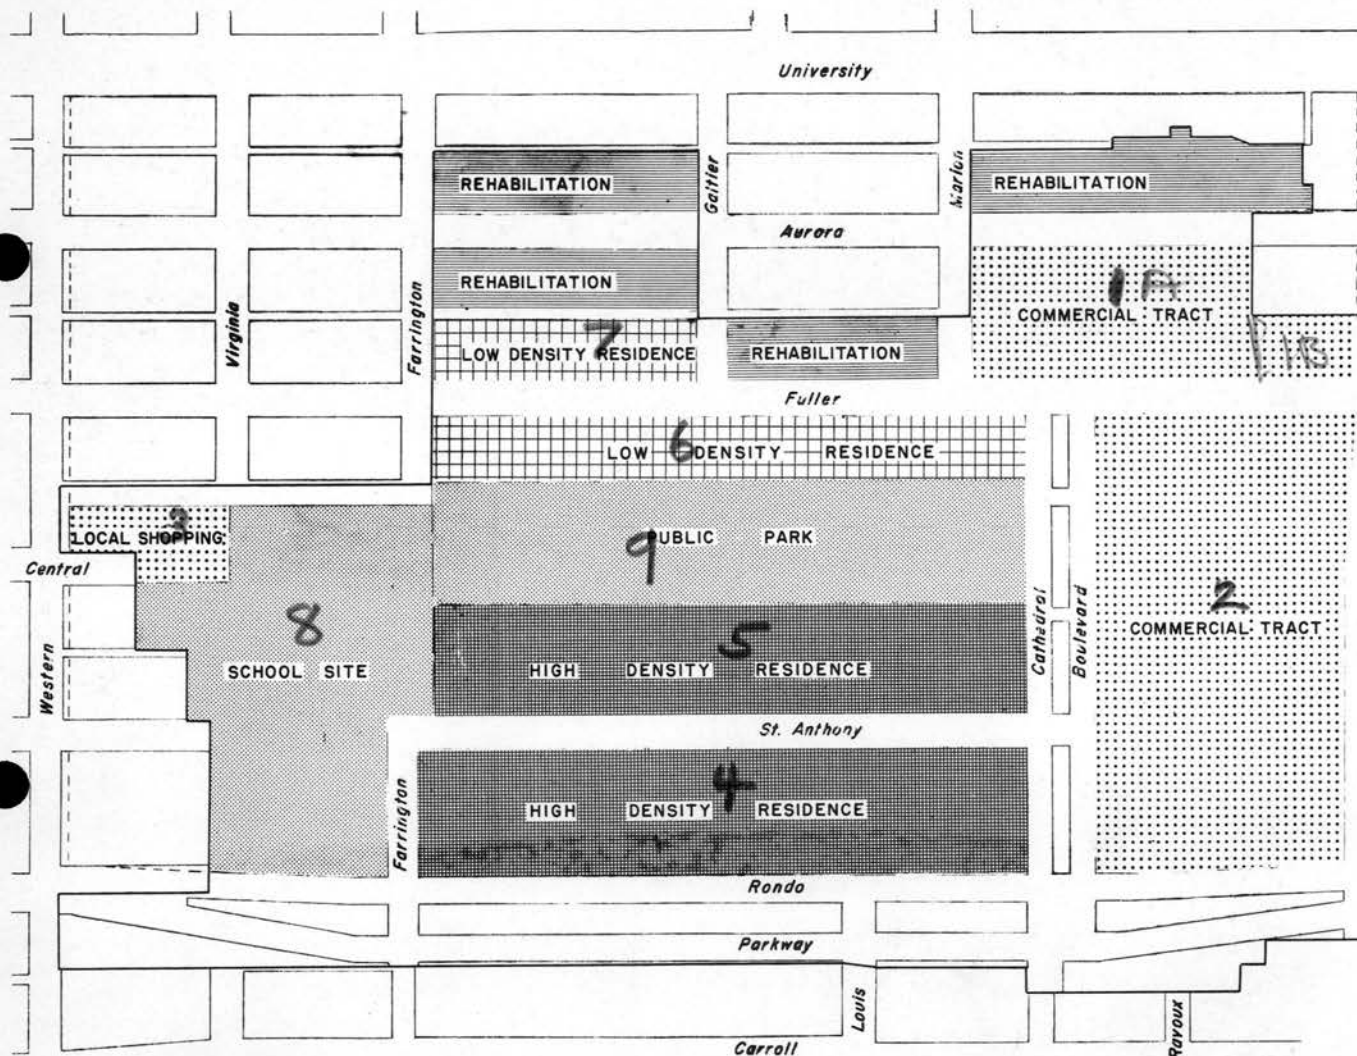 University
REHABILITATION
Gaitier
Marion
REHABILITATION
Aurora
REHABILITATION
1A
COMMERCIAL TRACT
Virginia
Farrington
7
LOW DENSITY RESIDENCE
REHABILITATION
1B
Fuller
6
LOW DENSITY RESIDENCE
3
LOCAL SHOPPING
9
PUBLIC PARK
Central
8
SCHOOL SITE
5
HIGH DENSITY RESIDENCE
Cathedral
Boulevard
2
COMMERCIAL TRACT
Western
St. Anthony
4
HIGH DENSITY RESIDENCE
Farrington
Rondo
Parkway
Louis
Ravoux
Carroll